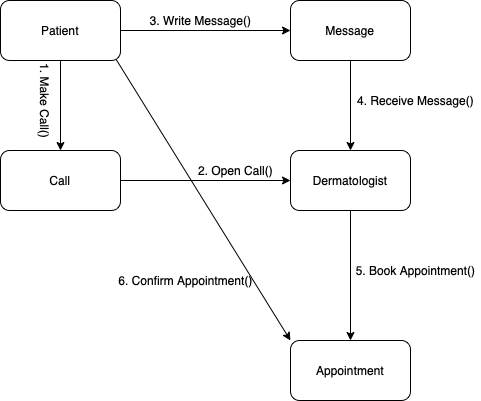 Patient
3. Write Message()
Message
1. Make Call()
4. Receive Message()
Call
2. Open Call()
Dermatologist
6. Confirm Appointment()
5. Book Appointment()
Appointment